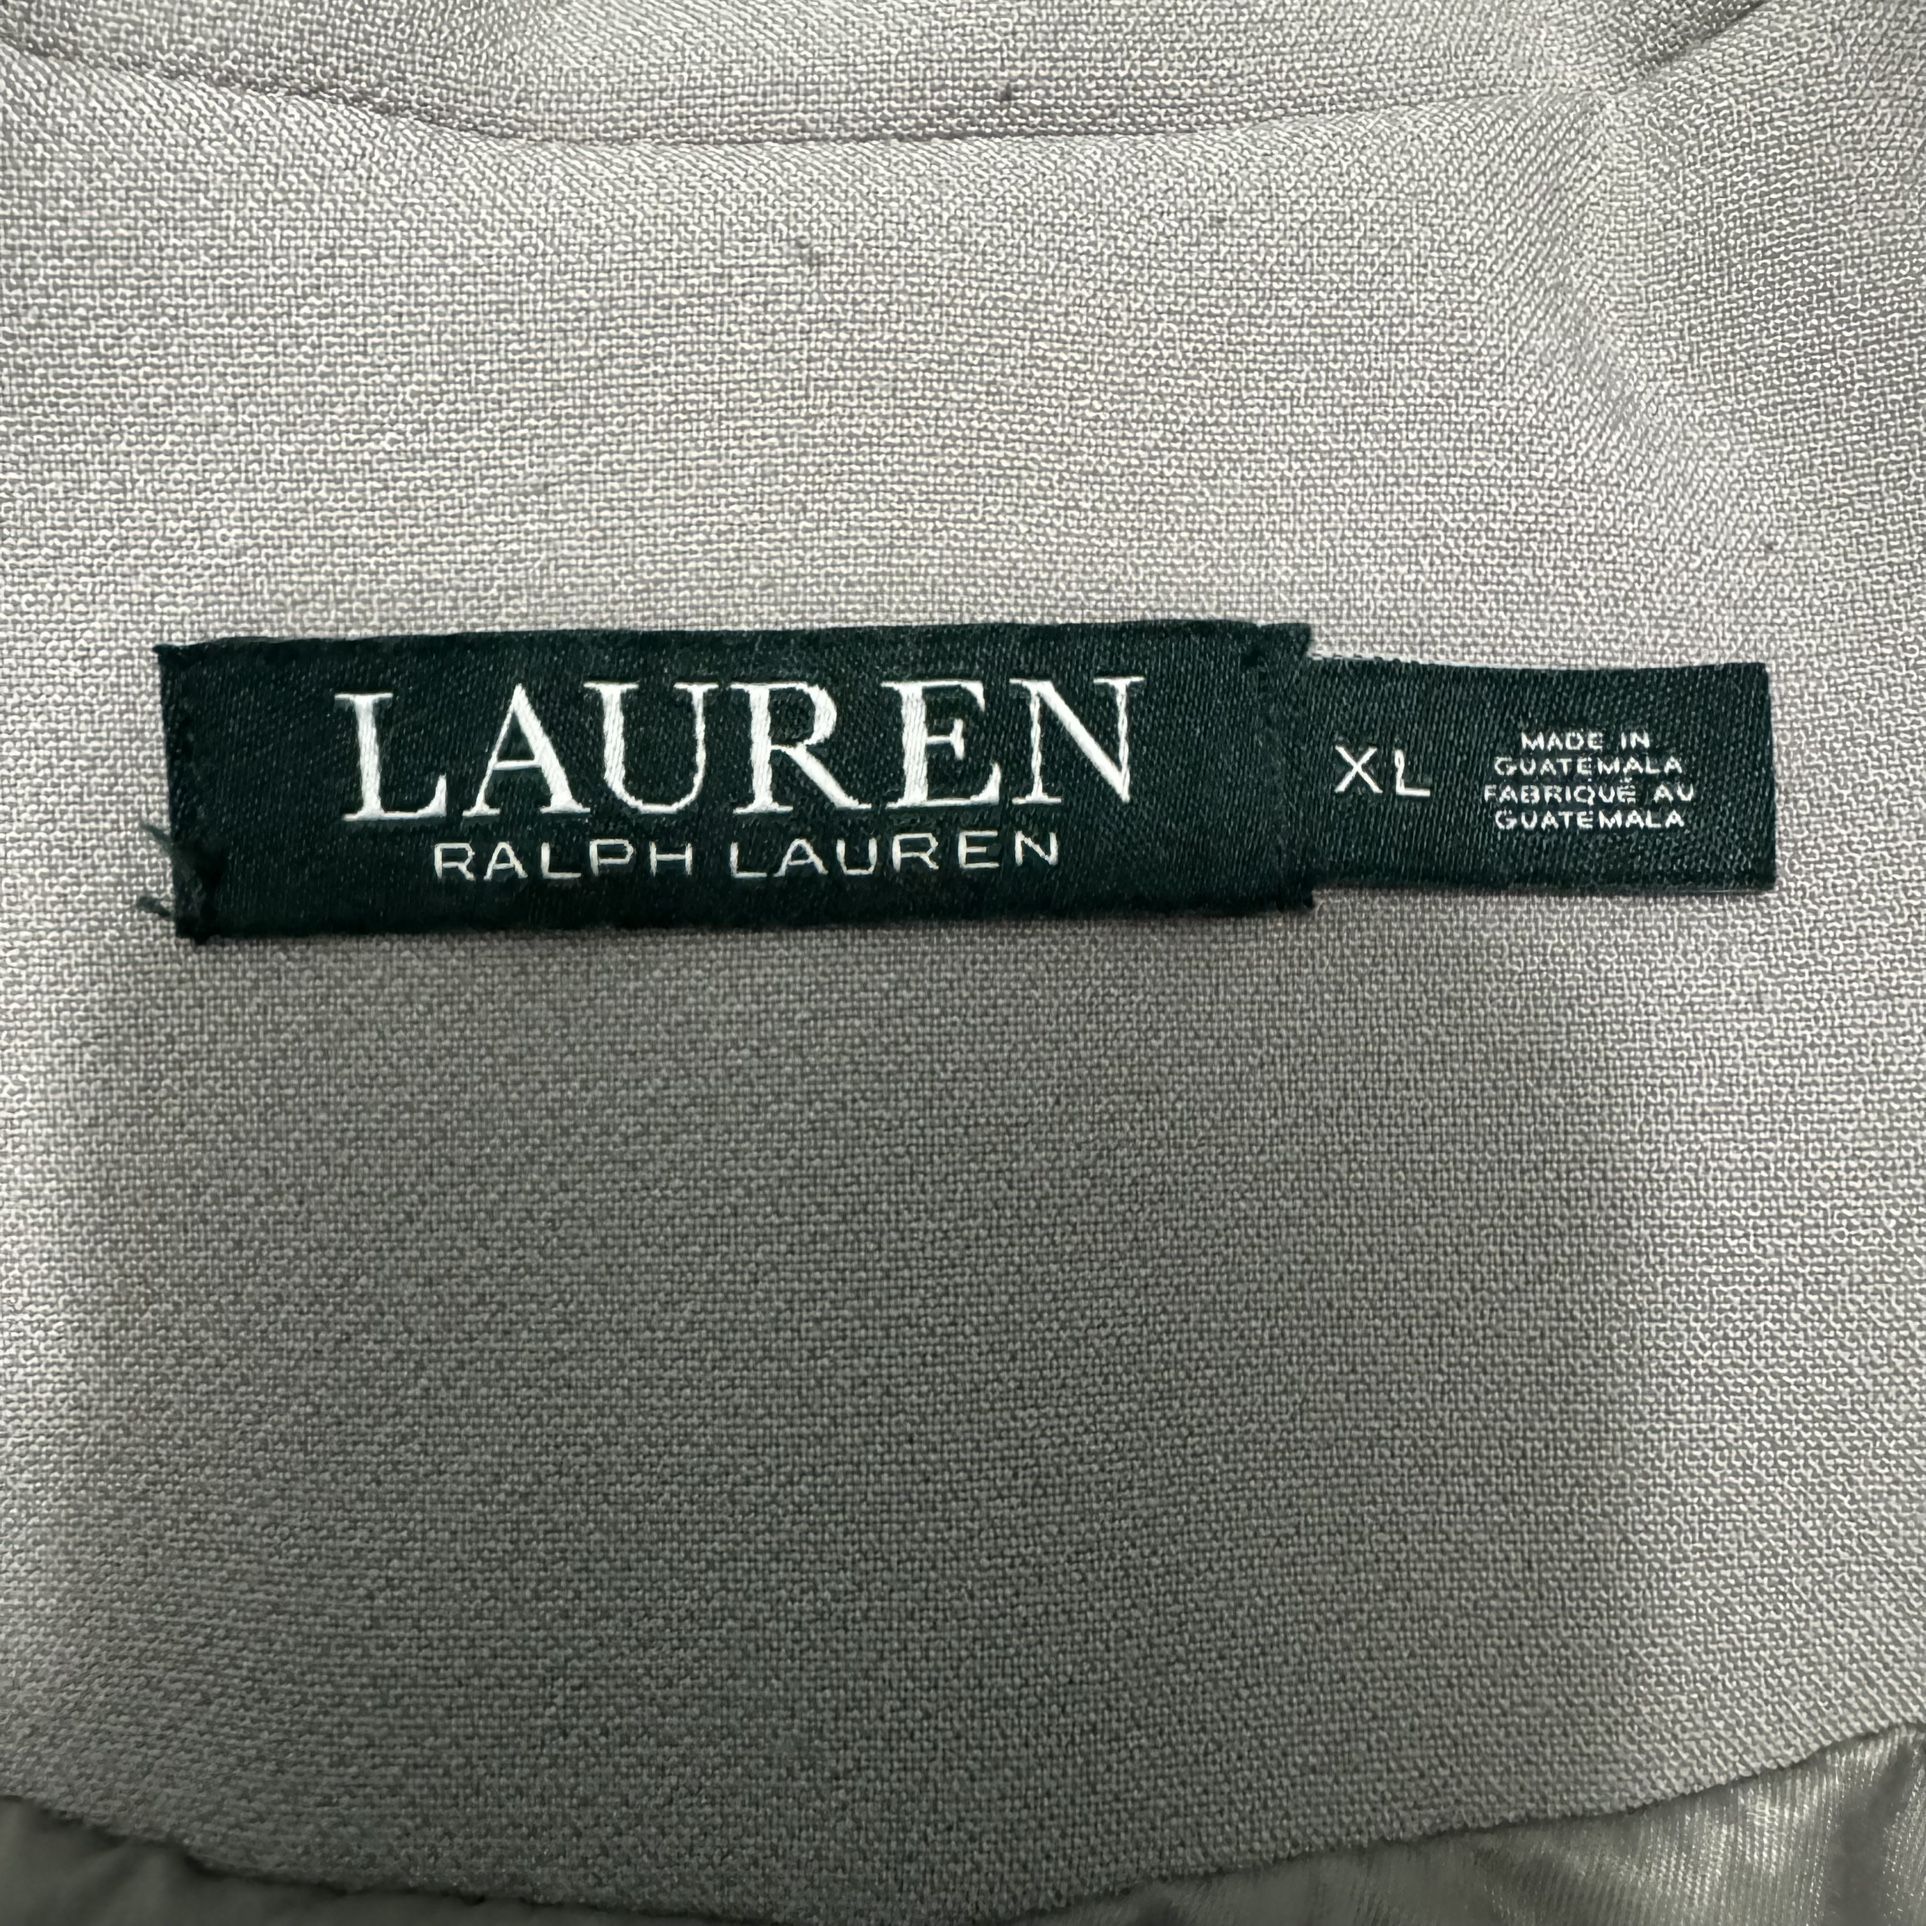 LAUREN
RALPH LAUREN
XL
MADE IN
GUATEMALA
FABRIQUÉ AU
GUATEMALA